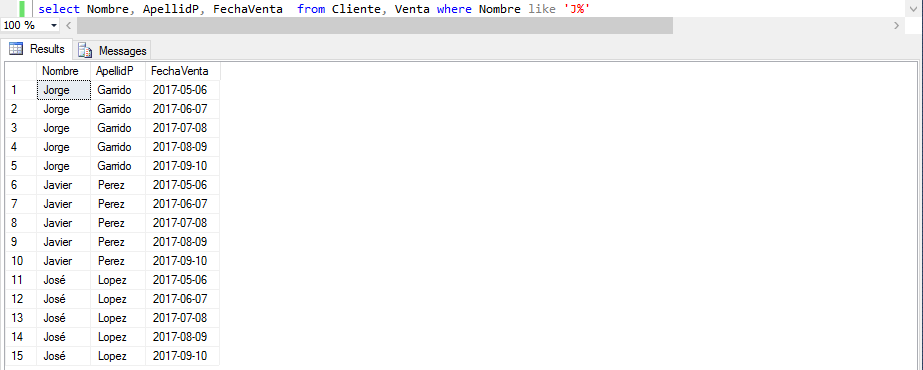 select Nombre, ApellidP, FechaVenta  from Cliente, Venta where Nombre like 'J%'
100 %
Results Messages
Nombre ApellidP FechaVenta
1 Jorge Garrido 2017-05-06
2 Jorge Garrido 2017-06-07
3 Jorge Garrido 2017-07-08
4 Jorge Garrido 2017-08-09
5 Jorge Garrido 2017-09-10
6 Javier Perez 2017-05-06
7 Javier Perez 2017-06-07
8 Javier Perez 2017-07-08
9 Javier Perez 2017-08-09
10 Javier Perez 2017-09-10
11 José Lopez 2017-05-06
12 José Lopez 2017-06-07
13 José Lopez 2017-07-08
14 José Lopez 2017-08-09
15 José Lopez 2017-09-10